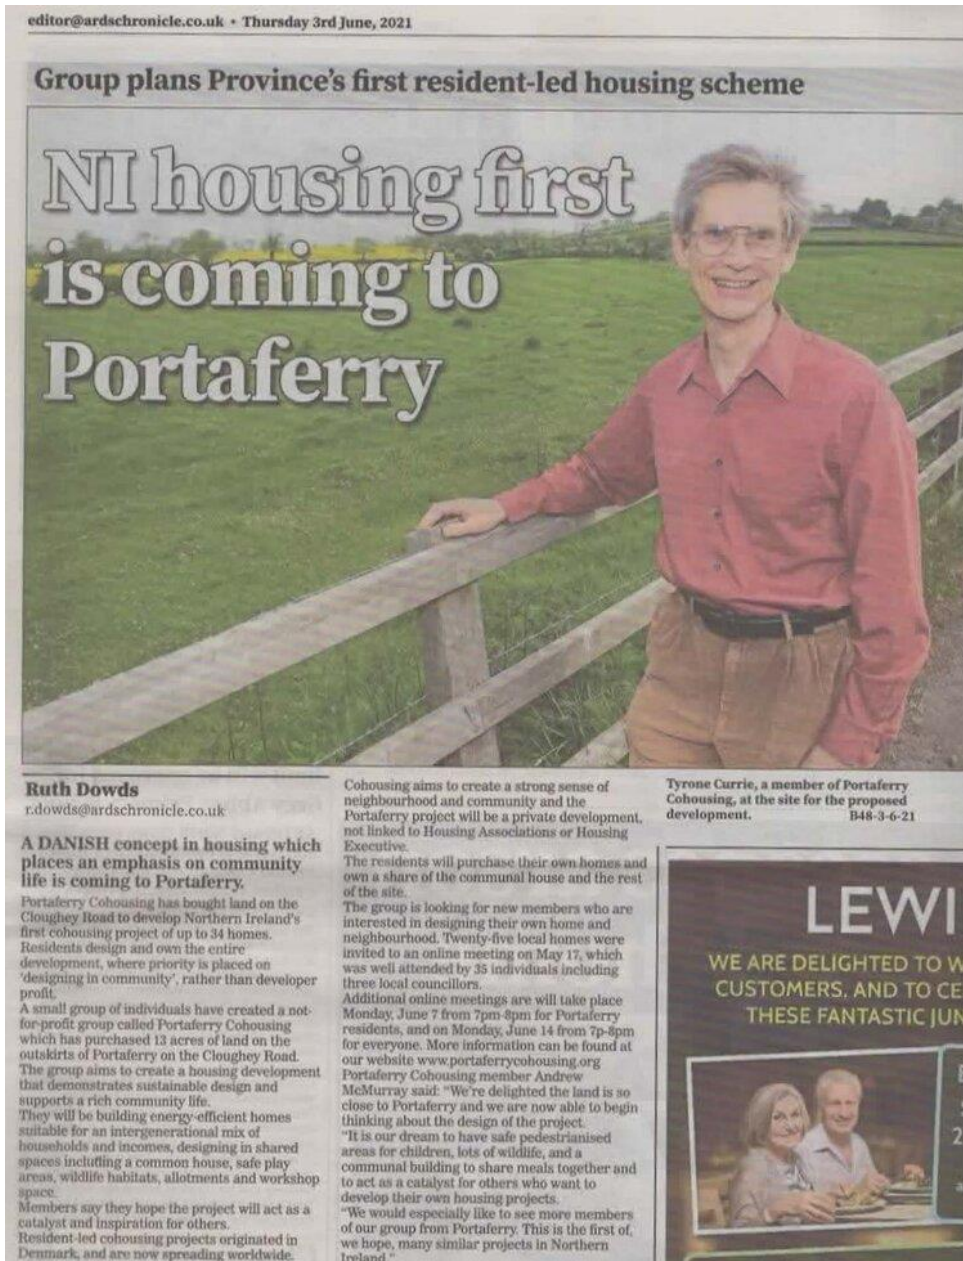 editor@ardschronicle.co.uk • Thursday 3rd June, 2021
Group plans Province's first resident-led housing scheme
NI housing first
is coming to
Portaferry
Ruth Dowds
r.dowds@ardschronicle.co.uk
A DANISH concept in housing which
places an emphasis on community
life is coming to Portaferry.
Portaferry Cohousing has bought land on the
Cloughey Road to develop Northern Ireland's
first cohousing project of up to 34 homes.
Residents design and own the entire
development, where priority is placed on
'designing in community', rather than developer
profit.
A small group of individuals have created a not-
for-profit group called Portaferry Cohousing
which has purchased 13 acres of land on the
outskirts of Portaferry on the Cloughey Road.
The group aims to create a housing development
that demonstrates sustainable design and
supports a rich community life.
They will be building energy-efficient homes
suitable for an intergenerational mix of
households and incomes, designing in shared
spaces including a common house, safe play
areas, wildlife habitats, allotments and workshop
space.
Members say they hope the project will act as a
catalyst and inspiration for others.
Resident-led cohousing projects originated in
Denmark, and are now spreading worldwide.
Cohousing aims to create a strong sense of
neighbourhood and community and the
Portaferry project will be a private development,
not linked to Housing Associations or Housing
Executive.
The residents will purchase their own homes and
own a share of the communal house and the rest
of the site.
The group is looking for new members who are
interested in designing their own home and
neighbourhood. Twenty-five local homes were
invited to an online meeting on May 17, which
was well attended by 35 individuals including
three local councillors.
Additional online meetings are will take place
Monday, June 7 from 7pm-8pm for Portaferry
residents, and on Monday, June 14 from 7p-8pm
for everyone. More information can be found at
our website www.portaferrycohousing.org
Portaferry Cohousing member Andrew
McMurray said: "We're delighted the land is so
close to Portaferry and we are now able to begin
thinking about the design of the project.
"It is our dream to have safe pedestrianised
areas for children, lots of wildlife, and a
communal building to share meals together and
to act as a catalyst for others who want to
develop their own housing projects.
"We would especially like to see more members
of our group from Portaferry. This is the first of,
we hope, many similar projects in Northern
Ireland."
Tyrone Currie, a member of Portaferry
Cohousing, at the site for the proposed
development. B48-3-6-21
LEWI
WE ARE DELIGHTED TO W
CUSTOMERS. AND TO CE
THESE FANTASTIC JUN